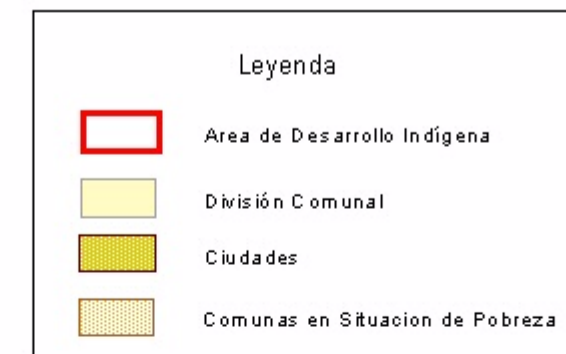 Leyenda
Area de Desarrollo Indígena
División Comunal
Ciudades
Comunas en Situacion de Pobreza